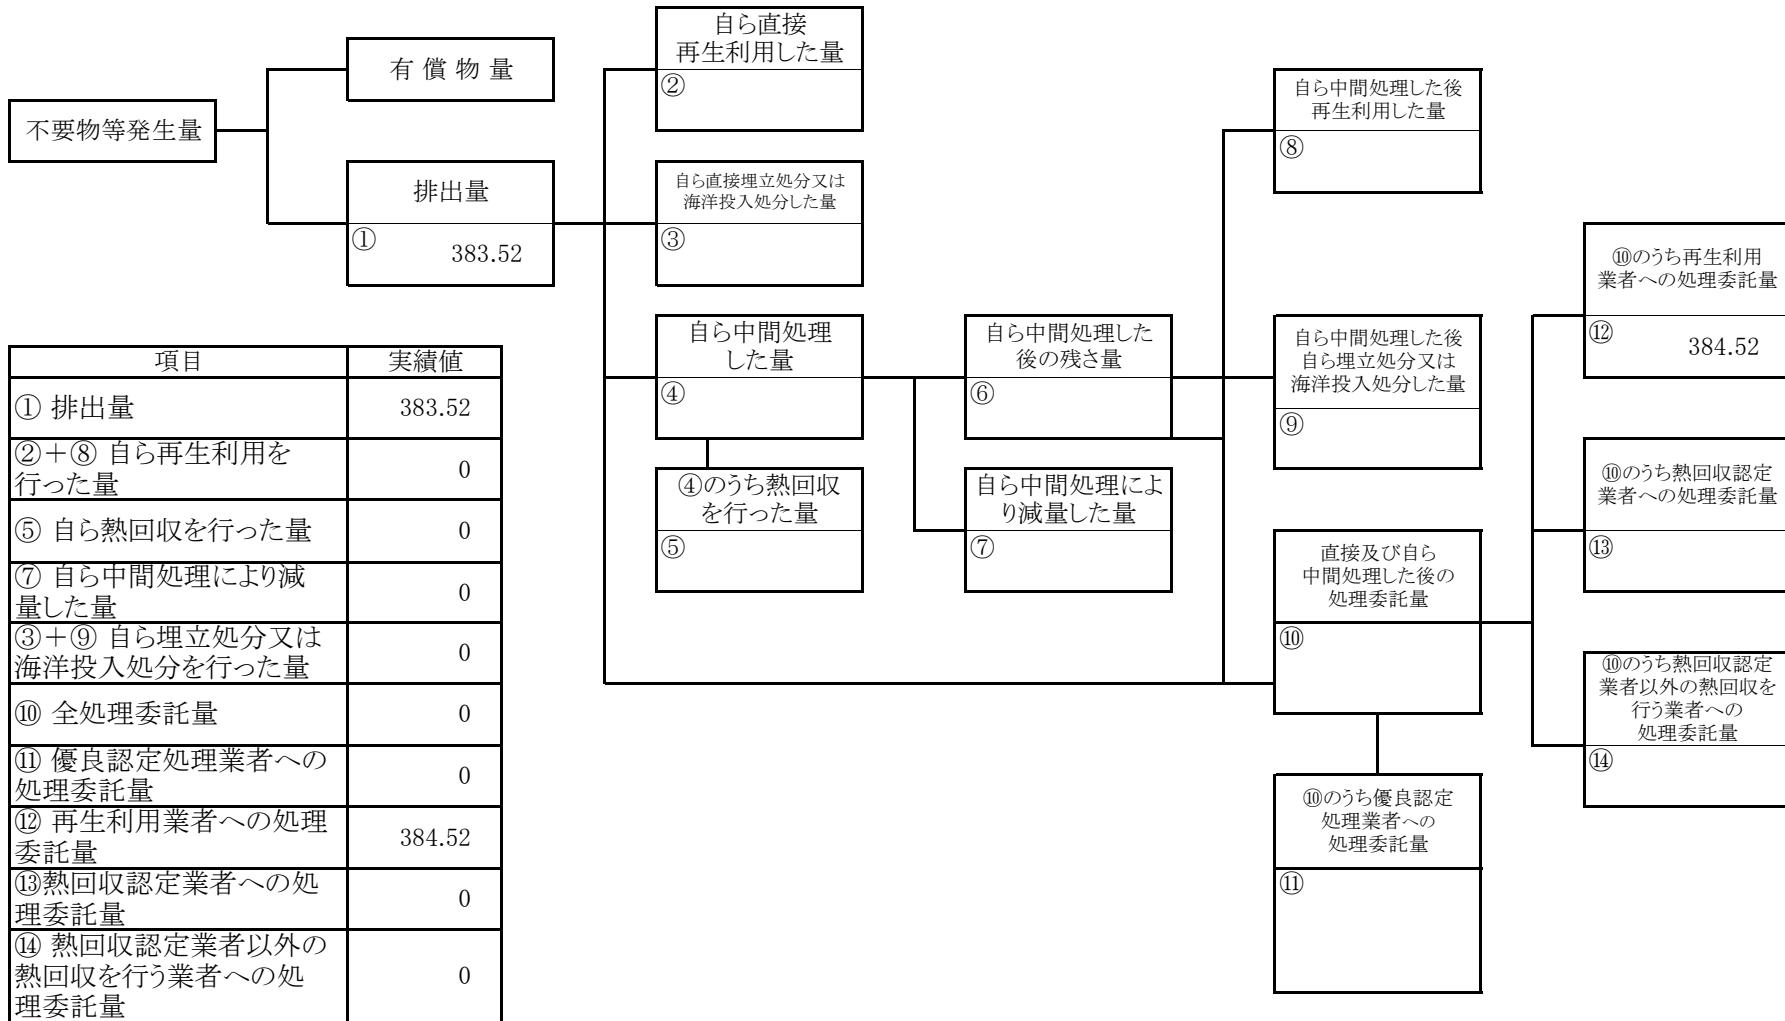 自ら直接
再生利用した量
②
有 償 物 量
不要物等発生量
排出量
①
383.52
自ら直接埋立処分又は
海洋投入処分した量
③
自ら中間処理した後
再生利用した量
⑧
自ら中間処理
した量
④
自ら中間処理した
後の残さ量
⑥
自ら中間処理した後
自ら埋立処分又は
海洋投入処分した量
⑨
⑩のうち再生利用
業者への処理委託量
⑫
384.52
④のうち熱回収
を行った量
⑤
自ら中間処理によ
り減量した量
⑦
直接及び自ら
中間処理した後の
処理委託量
⑩
⑩のうち熱回収認定
業者への処理委託量
⑬
⑩のうち熱回収認定
業者以外の熱回収を
行う業者への
処理委託量
⑭
⑩のうち優良認定
処理業者への
処理委託量
⑪
項目 実績値
① 排出量 383.52
②＋⑧ 自ら再生利用を
行った量 0
⑤ 自ら熱回収を行った量 0
⑦ 自ら中間処理により減
量した量 0
③＋⑨ 自ら埋立処分又は
海洋投入処分を行った量 0
⑩ 全処理委託量 0
⑪ 優良認定処理業者への
処理委託量 0
⑫ 再生利用業者への処理
委託量 384.52
⑬熱回収認定業者への処
理委託量 0
⑭ 熱回収認定業者以外の
熱回収を行う業者への処
理委託量 0